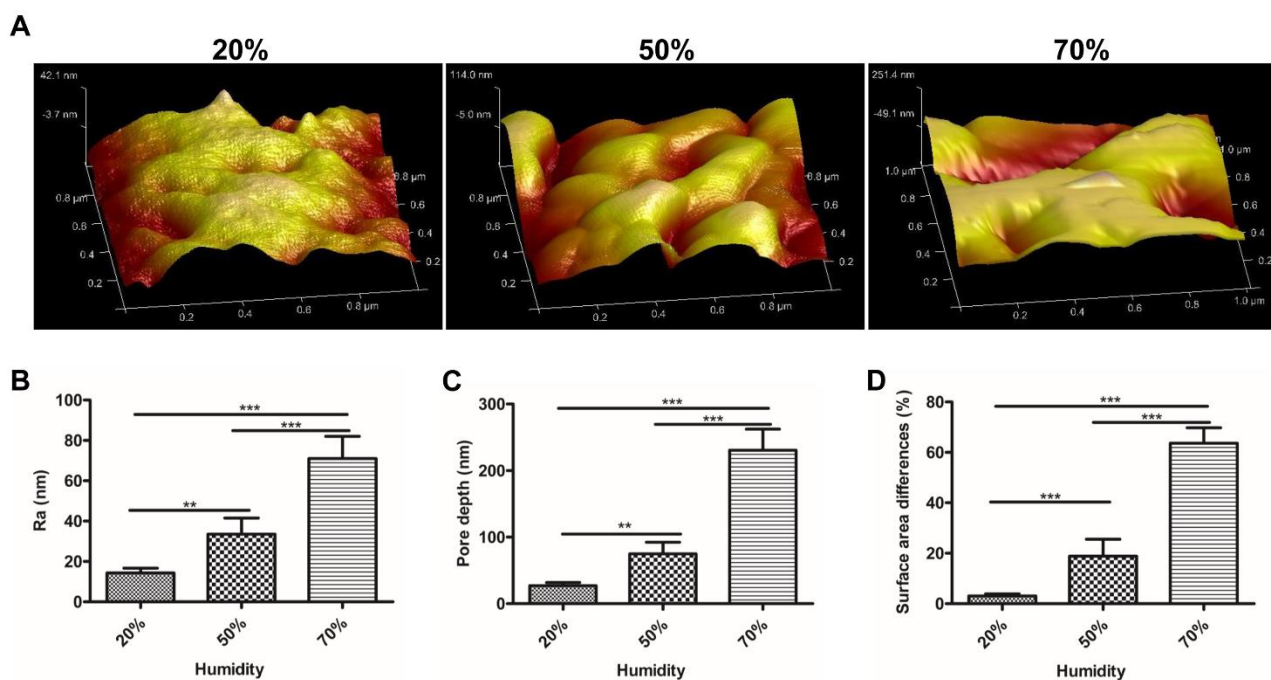 A
20%
50%
70%
42.1 nm
-3.7 nm
0.8 µm
0.6
0.4
0.2
0.2
0.4
0.6
0.8 µm
0.8 µm
0.6
0.4
0.2
114.0 nm
-5.0 nm
0.8 µm
0.6
0.4
0.2
0.2
0.4
0.6
0.8 µm
0.8 µm
0.6
0.4
0.2
251.4 nm
-49.1 nm
1.0 µm
0.8
0.6
0.4
0.2
0.2
0.4
0.6
0.8
1.0 µm
1.0 µm
0.8
0.6
0.4
0.2
B
Ra (nm)
100
80
60
40
20
0
***
***
**
20%
50%
70%
Humidity
C
Pore depth (nm)
300
200
100
0
***
***
**
20%
50%
70%
Humidity
D
Surface area differences (%)
80
60
40
20
0
***
***
***
20%
50%
70%
Humidity